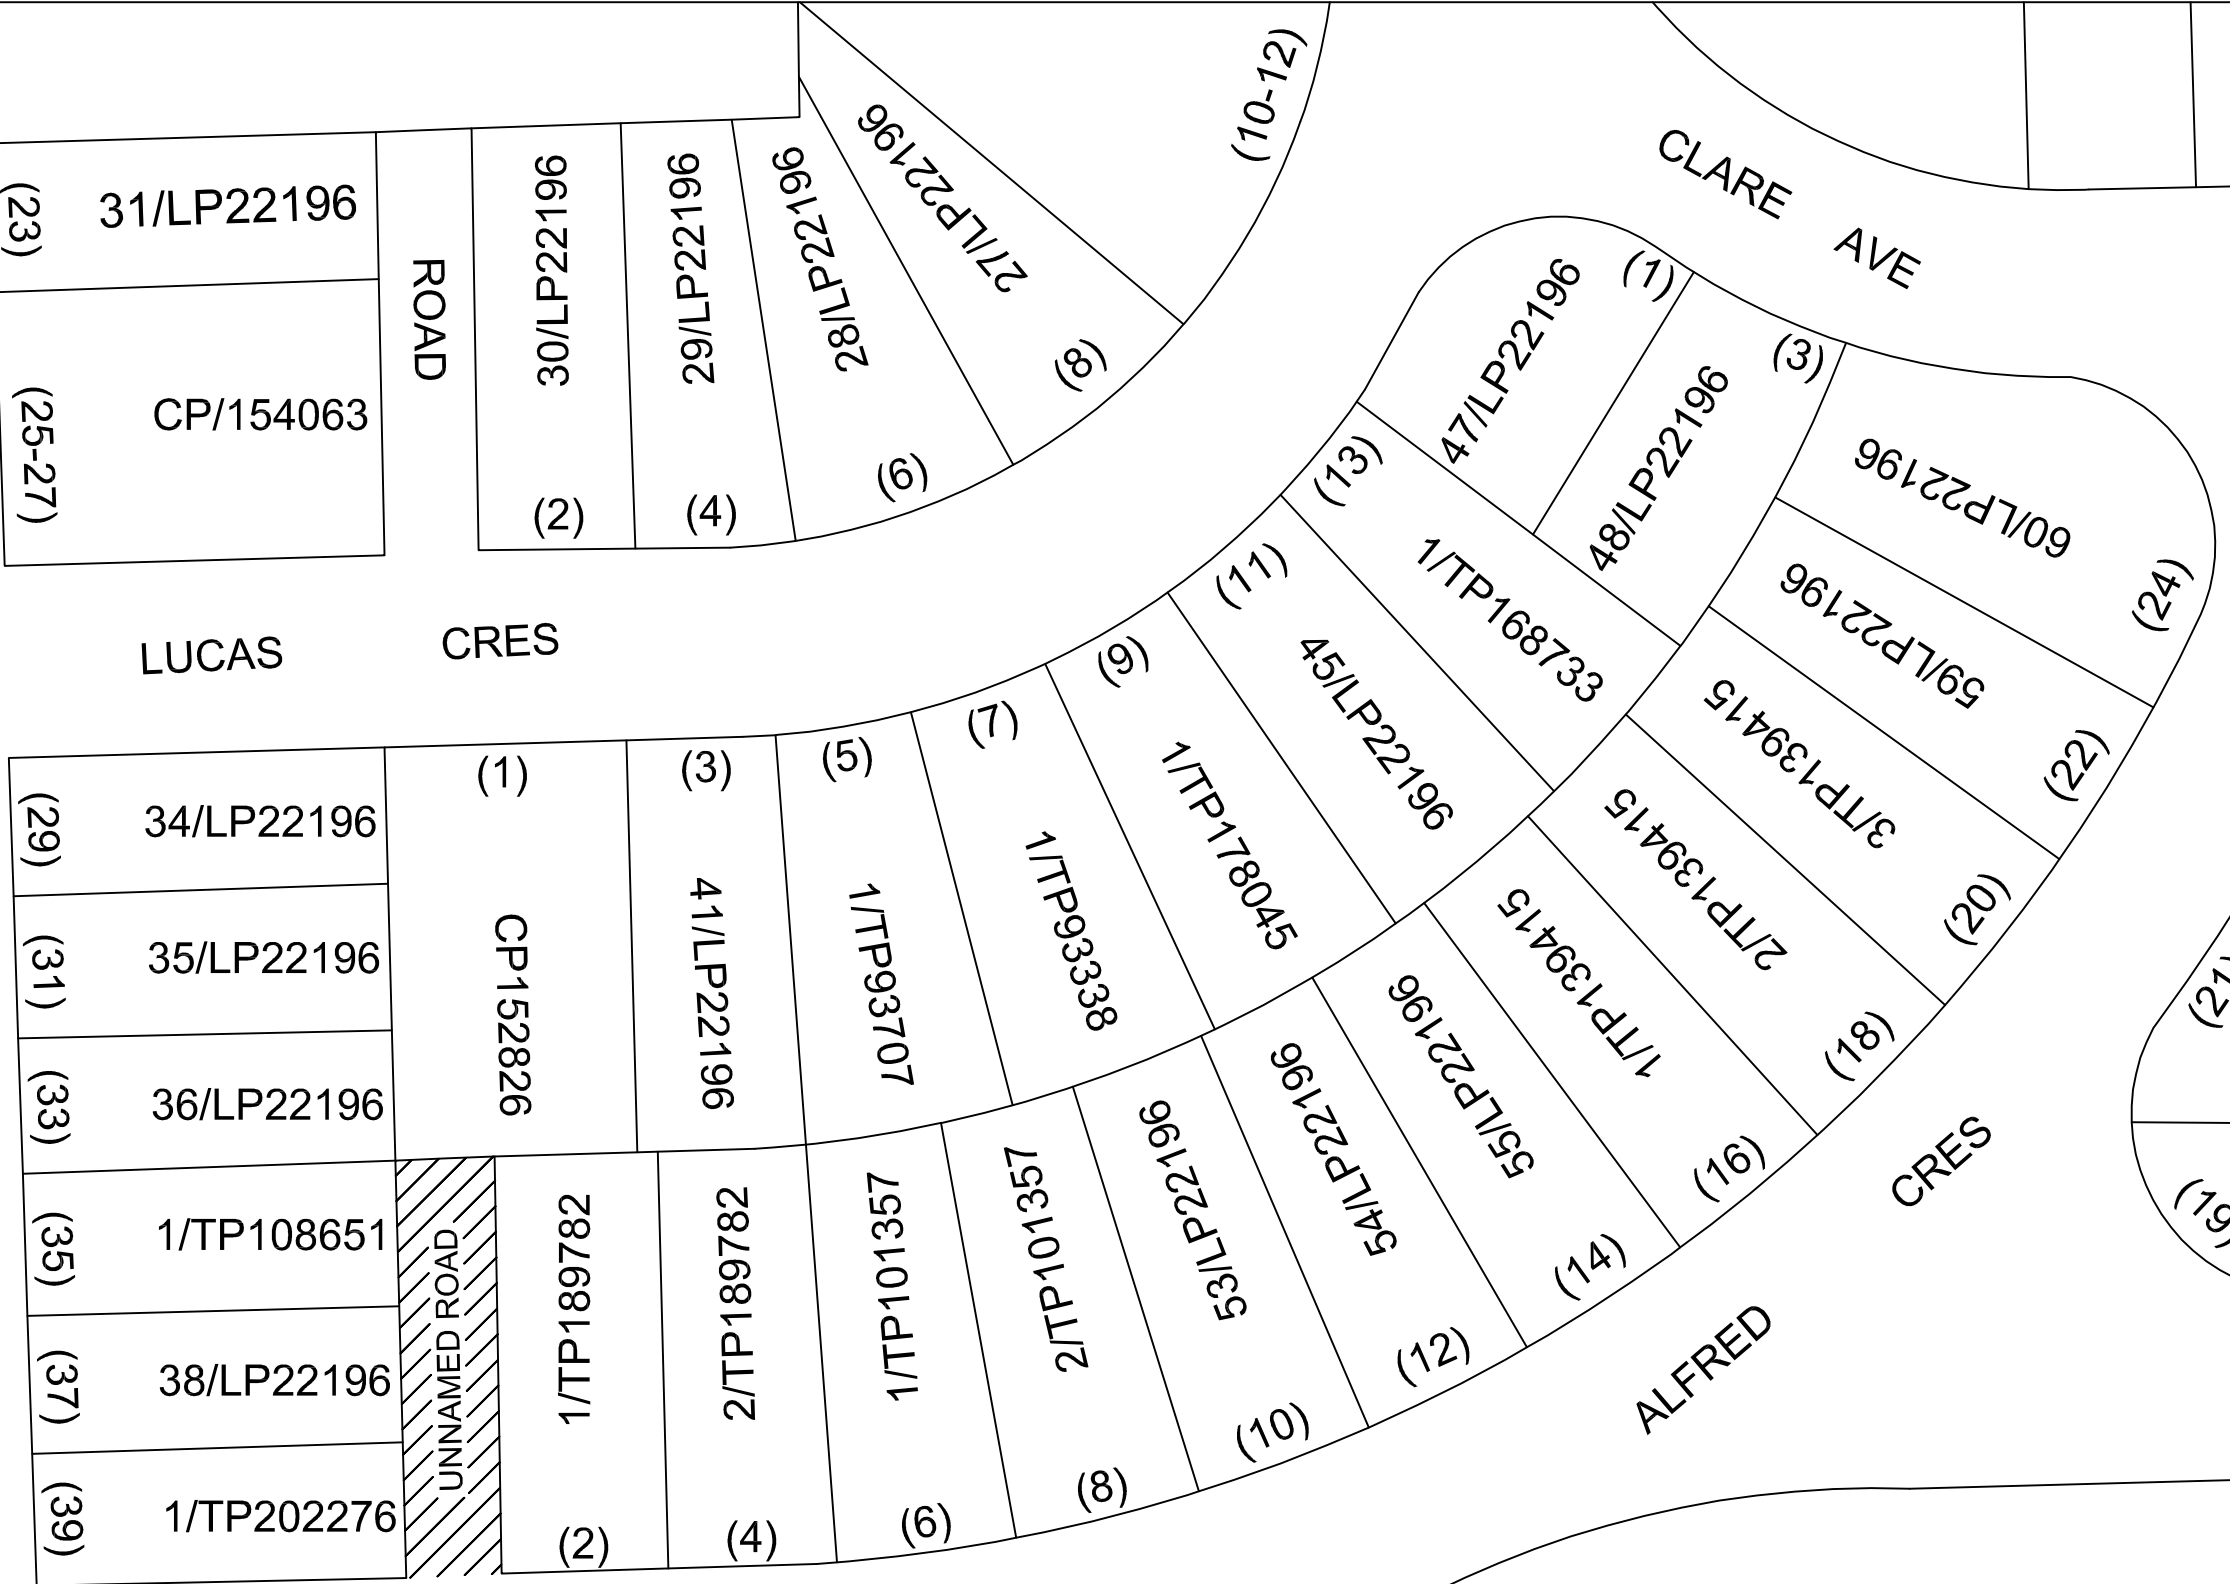 (10-12)
CLARE AVE
(23)
31/LP22196
ROAD
30/LP22196
29/LP22196
28/LP22196
27/LP22196
(25-27)
CP/154063
(2)
(4)
(6)
(8)
47/LP22196
(1)
48/LP22196
(3)
60/LP22196
(24)
59/LP22196
(22)
(13)
1/TP168733
3/TP139415
(20)
LUCAS CRES
(11)
45/LP22196
2/TP139415
(18)
(9)
1/TP178045
1/TP139415
(16)
(7)
1/TP93338
55/LP22196
(14)
(5)
1/TP93707
54/LP22196
(12)
(3)
41/LP22196
53/LP22196
(10)
(1)
CP152826
2/TP101357
(8)
(29)
34/LP22196
(31)
35/LP22196
(33)
36/LP22196
(35)
1/TP108651
(37)
38/LP22196
(39)
1/TP202276
UNNAMED ROAD
1/TP189782
(2)
2/TP189782
(4)
1/TP101357
(6)
ALFRED CRES
(21)
(19)